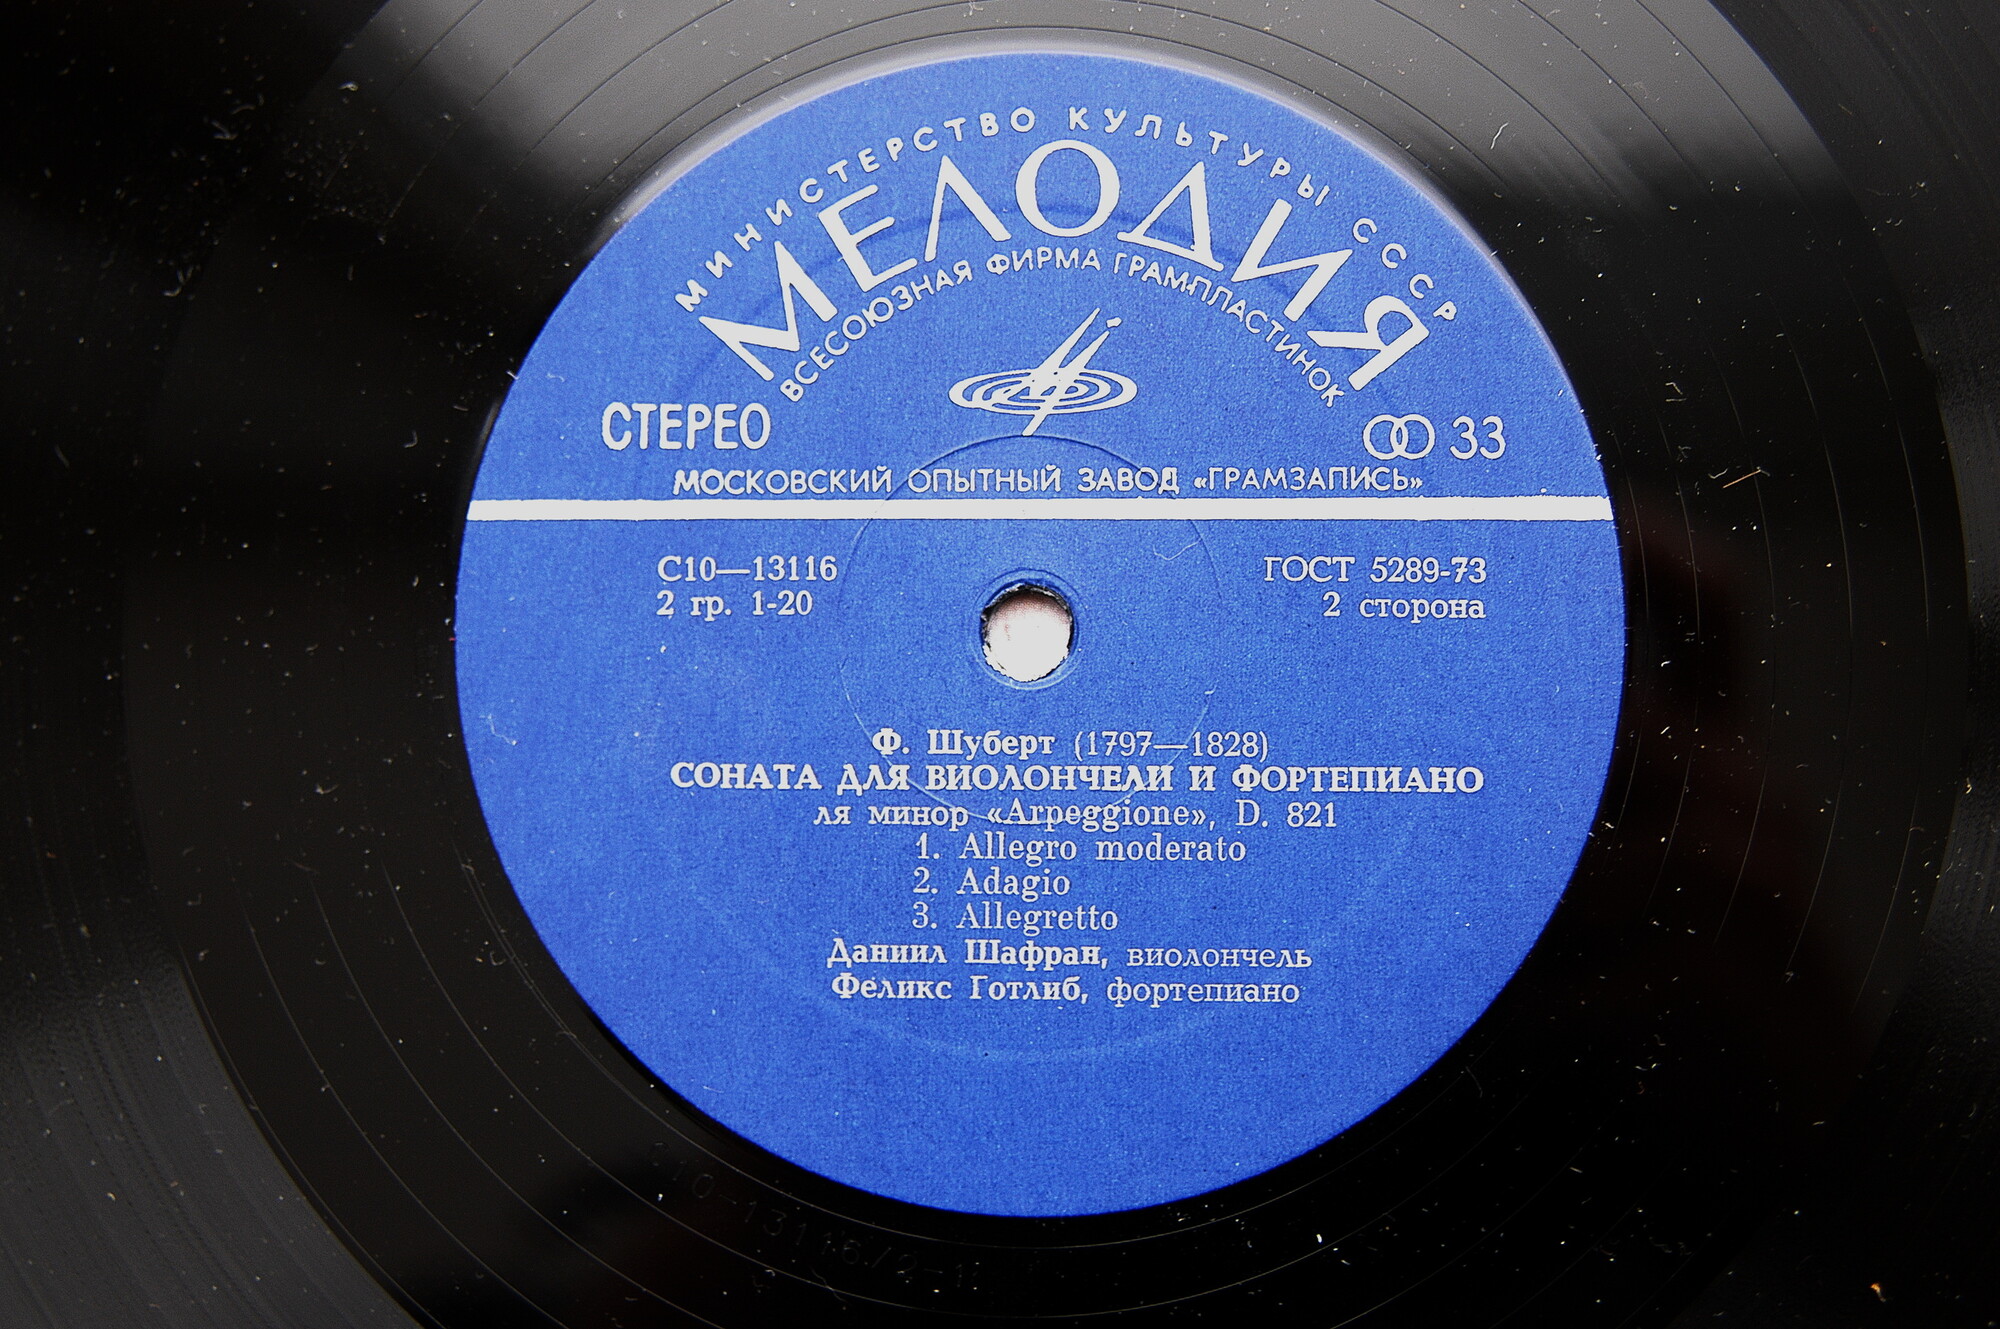 МИНИСТЕРСТВО КУЛЬТУРЫ СССР
МЕЛОДИЯ
ВСЕСОЮЗНАЯ ФИРМА ГРАМПЛАСТИНОК
СТЕРЕО
33
МОСКОВСКИЙ ОПЫТНЫЙ ЗАВОД «ГРАМЗАПИСЬ»
С10—13116
ГОСТ 5289-73
2 гр. 1-20
2 сторона
Ф. Шуберт (1797—1828)
СОНАТА ДЛЯ ВИОЛОНЧЕЛИ И ФОРТЕПИАНО
ля минор «Arpeggione», D. 821
1. Allegro moderato
2. Adagio
3. Allegretto
Даниил Шафран, виолончель
Феликс Готлиб, фортепиано